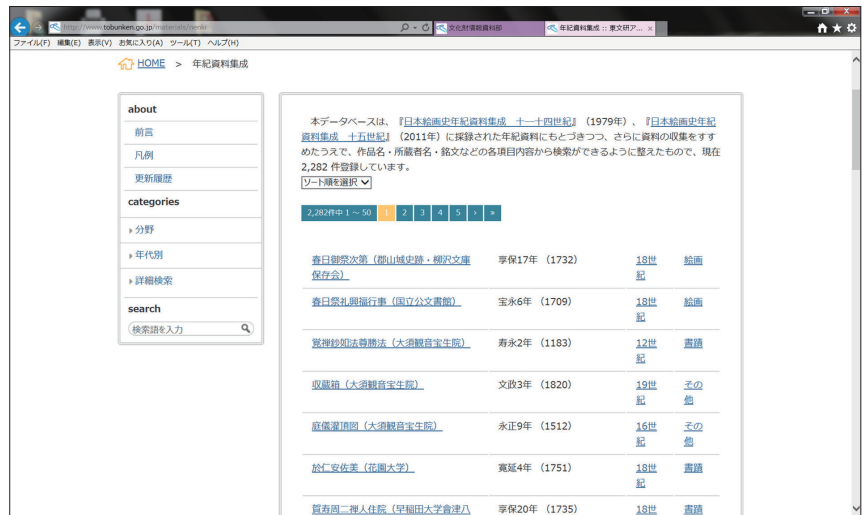 http://www.tobunken.go.jp/materials/nenki
文化財情報資料部
年紀資料集成 :: 東文研ア... ×
ファイル(F) 編集(E) 表示(V) お気に入り(A) ツール(T) ヘルプ(H)
HOME > 年紀資料集成
about
前言
凡例
更新履歴
categories
分野
年代別
詳細検索
search
検索語を入力
本データベースは、『日本絵画史年紀資料集成 十―十四世紀』（1979年）、『日本絵画史年紀
資料集成 十五世紀』（2011年）に採録された年紀資料にもとづきつつ、さらに資料の収集をすす
めたうえで、作品名・所蔵者名・銘文などの各項目内容から検索ができるように整えたもので、現在
2,282 件登録しています。
ソート順を選択
2,282件中 1 ～ 50 1 2 3 4 5 › »
春日御祭次第（郡山城史跡・柳沢文庫 享保17年 （1732） 18世 絵画
保存会） 紀
春日祭礼興福行事（国立公文書館） 宝永6年 （1709） 18世 絵画
紀
覚禅鈔如法尊勝法（大須観音宝生院） 寿永2年 （1183） 12世 書蹟
紀
収蔵箱（大須観音宝生院） 文政3年 （1820） 19世 その
紀 他
庭儀灌頂図（大須観音宝生院） 永正9年 （1512） 16世 その
紀 他
於仁安佐美（花園大学） 寛延4年 （1751） 18世 書蹟
紀
質寿周二禅人住院（早稲田大学會津八 享保20年 （1735） 18世 書蹟